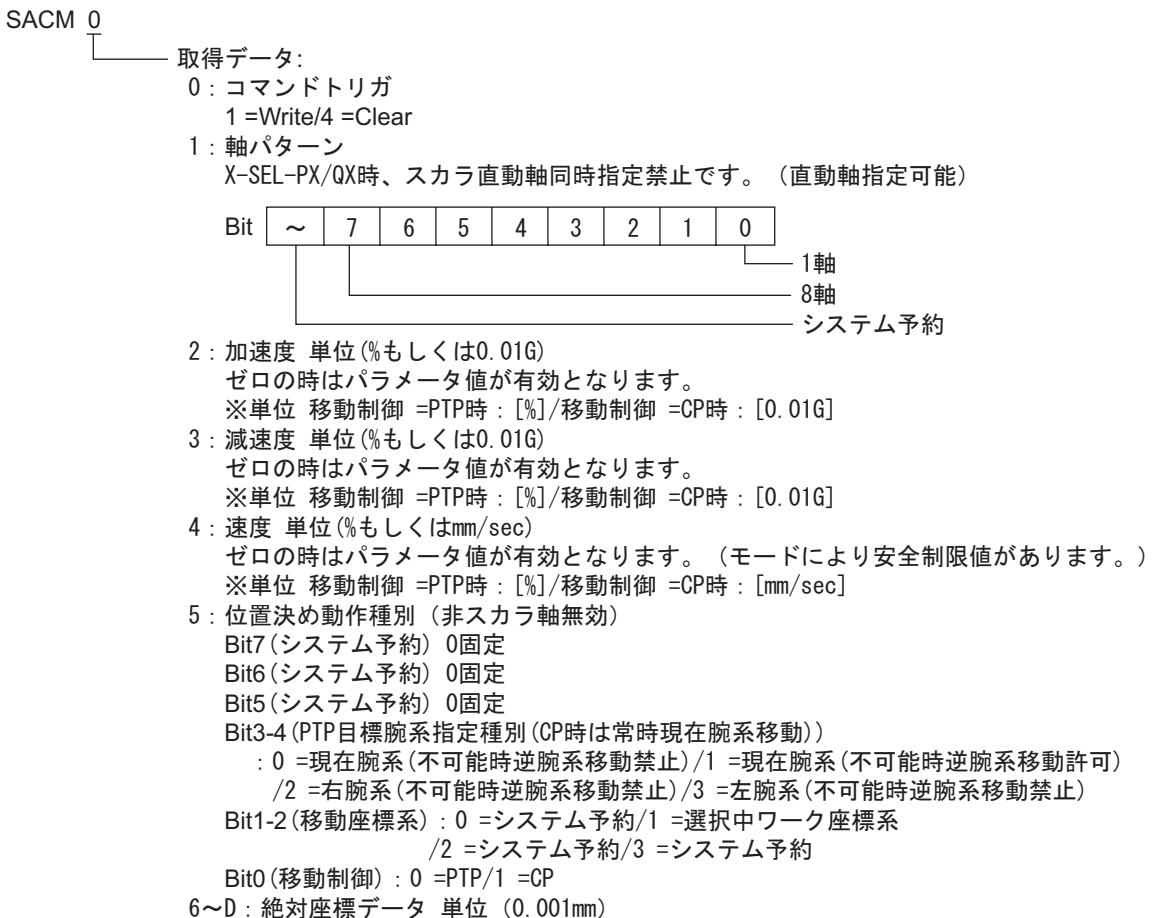 SACM 0
取得データ:
0：コマンドトリガ
1 =Write/4 =Clear
1：軸パターン
X-SEL-PX/QX時、スカラ直動軸同時指定禁止です。（直動軸指定可能）
Bit ～ 7 6 5 4 3 2 1 0
1軸
8軸
システム予約
2：加速度 単位(%もしくは0.01G)
ゼロの時はパラメータ値が有効となります。
※単位 移動制御 =PTP時：[%]/移動制御 =CP時：[0.01G]
3：減速度 単位(%もしくは0.01G)
ゼロの時はパラメータ値が有効となります。
※単位 移動制御 =PTP時：[%]/移動制御 =CP時：[0.01G]
4：速度 単位(%もしくはmm/sec)
ゼロの時はパラメータ値が有効となります。（モードにより安全制限値があります。）
※単位 移動制御 =PTP時：[%]/移動制御 =CP時：[mm/sec]
5：位置決め動作種別（非スカラ軸無効）
Bit7(システム予約) 0固定
Bit6(システム予約) 0固定
Bit5(システム予約) 0固定
Bit3-4(PTP目標腕系指定種別(CP時は常時現在腕系移動))
：0 =現在腕系(不可能時逆腕系移動禁止)/1 =現在腕系(不可能時逆腕系移動許可)
/2 =右腕系(不可能時逆腕系移動禁止)/3 =左腕系(不可能時逆腕系移動禁止)
Bit1-2(移動座標系)：0 =システム予約/1 =選択中ワーク座標系
/2 =システム予約/3 =システム予約
Bit0(移動制御)：0 =PTP/1 =CP
6～D：絶対座標データ 単位（0.001mm）